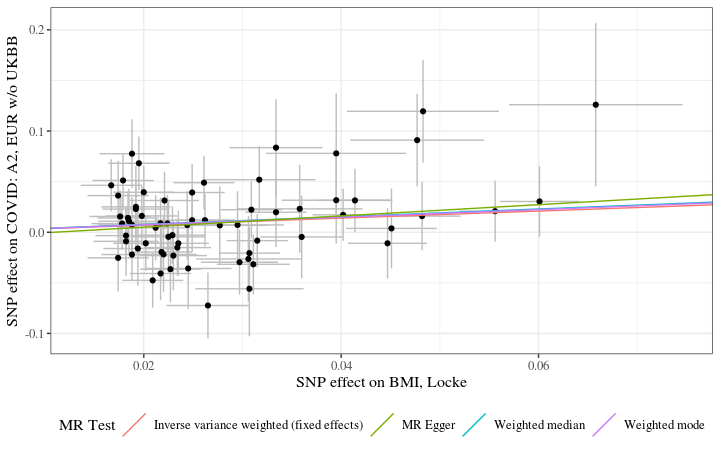 SNP effect on COVID: A2, EUR w/o UKBB
0.2
0.1
0.0
-0.1
0.02 0.04 0.06
SNP effect on BMI, Locke
MR Test Inverse variance weighted (fixed effects) MR Egger Weighted median Weighted mode